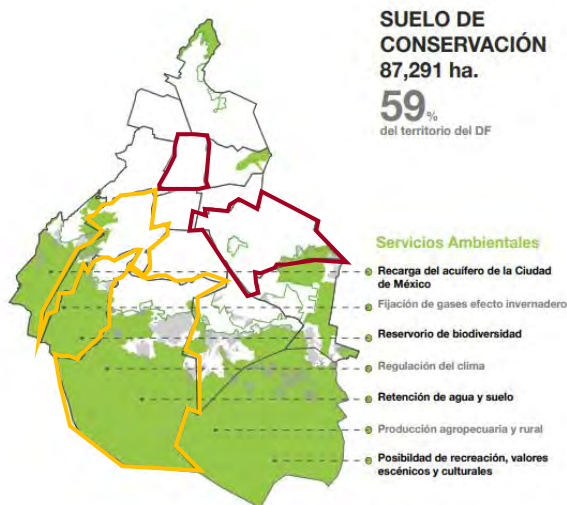 SUELO DE
CONSERVACIÓN
87,291 ha.
59%
del territorio del DF
Servicios Ambientales
Recarga del acuífero de la Ciudad
de México
Fijación de gases efecto invernadero
Reservorio de biodiversidad
Regulación del clima
Retención de agua y suelo
Producción agropecuaria y rural
Posibildad de recreación, valores
escénicos y culturales